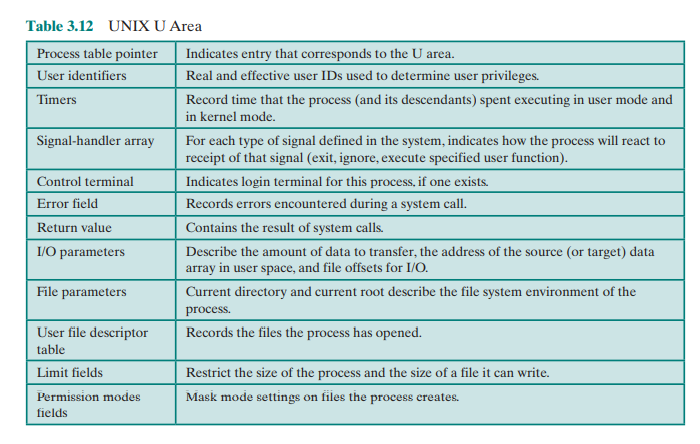 Table 3.12 UNIX U Area
Process table pointer Indicates entry that corresponds to the U area.
User identifiers Real and effective user IDs used to determine user privileges.
Timers Record time that the process (and its descendants) spent executing in user mode and
in kernel mode.
Signal-handler array For each type of signal defined in the system, indicates how the process will react to
receipt of that signal (exit, ignore, execute specified user function).
Control terminal Indicates login terminal for this process, if one exists.
Error field Records errors encountered during a system call.
Return value Contains the result of system calls.
I/O parameters Describe the amount of data to transfer, the address of the source (or target) data
array in user space, and file offsets for I/O.
File parameters Current directory and current root describe the file system environment of the
process.
User file descriptor Records the files the process has opened.
table
Limit fields Restrict the size of the process and the size of a file it can write.
Permission modes Mask mode settings on files the process creates.
fields